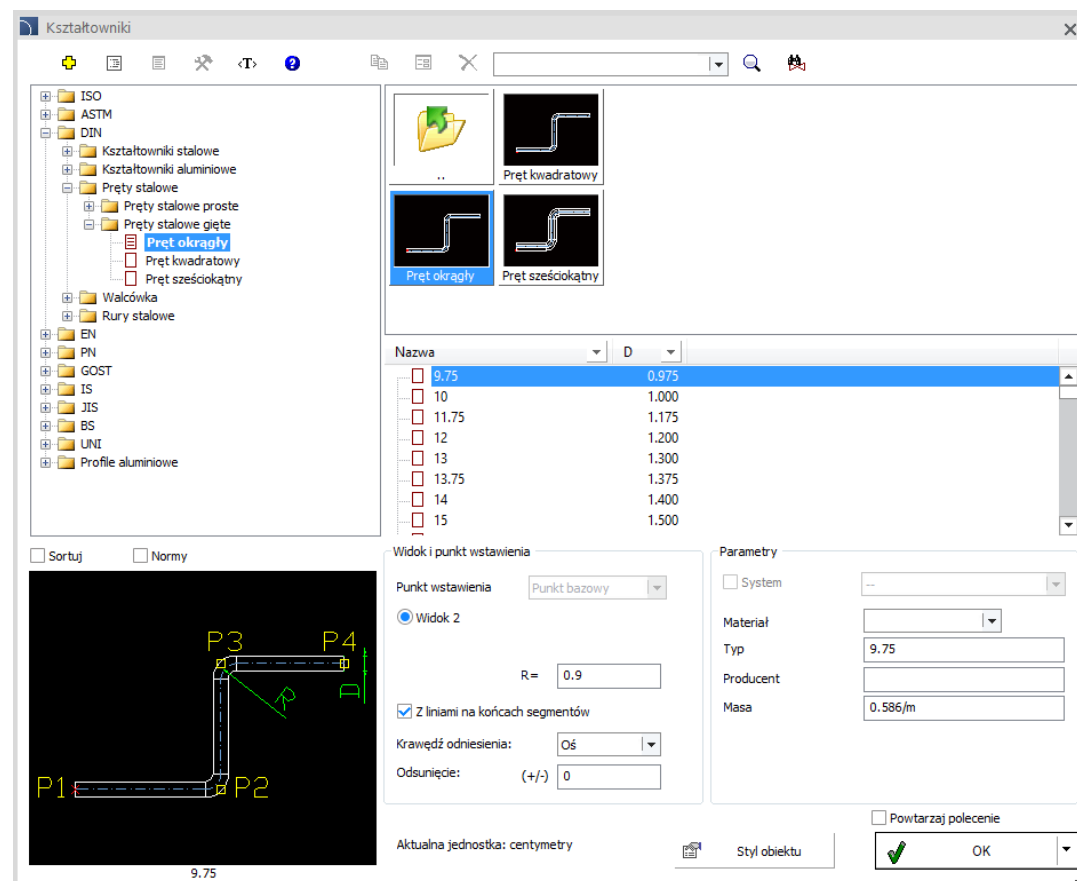 Kształtowniki
‹T›
ISO
ASTM
DIN
Kształtowniki stalowe
Kształtowniki aluminiowe
Pręty stalowe
Pręty stalowe proste
Pręty stalowe gięte
Pręt okrągły
Pręt kwadratowy
Pręt sześciokątny
Walcówka
Rury stalowe
EN
PN
GOST
IS
JIS
BS
UNI
Profile aluminiowe
..
Pręt kwadratowy
Pręt okrągły
Pręt sześciokątny
Nazwa D
9.75 0.975
10 1.000
11.75 1.175
12 1.200
13 1.300
13.75 1.375
14 1.400
15 1.500
Sortuj Normy
P3 P4
R D
P1 P2
9.75
Widok i punkt wstawienia
Punkt wstawienia Punkt bazowy
Widok 2
R= 0.9
Z liniami na końcach segmentów
Krawędź odniesienia: Oś
Odsunięcie: (+/-) 0
Parametry
System --
Materiał
Typ 9.75
Producent
Masa 0.586/m
Powtarzaj polecenie
Aktualna jednostka: centymetry
Styl obiektu
OK